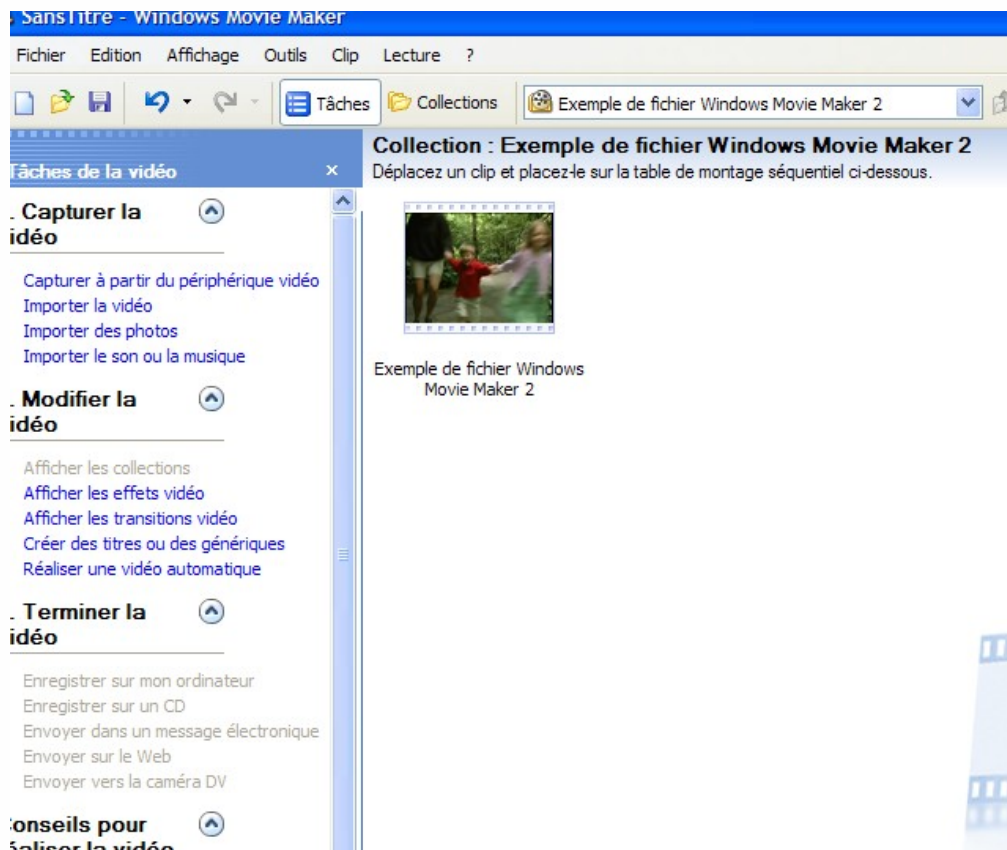 SansTitre - Windows Movie Maker
Fichier Edition Affichage Outils Clip Lecture ?
Tâches Collections Exemple de fichier Windows Movie Maker 2
Tâches de la vidéo
Collection : Exemple de fichier Windows Movie Maker 2
Déplacez un clip et placez-le sur la table de montage séquentiel ci-dessous.
. Capturer la
idéo
Capturer à partir du périphérique vidéo
Importer la vidéo
Importer des photos
Importer le son ou la musique
. Modifier la
idéo
Afficher les collections
Afficher les effets vidéo
Afficher les transitions vidéo
Créer des titres ou des génériques
Réaliser une vidéo automatique
. Terminer la
idéo
Enregistrer sur mon ordinateur
Enregistrer sur un CD
Envoyer dans un message électronique
Envoyer sur le Web
Envoyer vers la caméra DV
onseils pour
éaliser la vidéo
Exemple de fichier Windows
Movie Maker 2